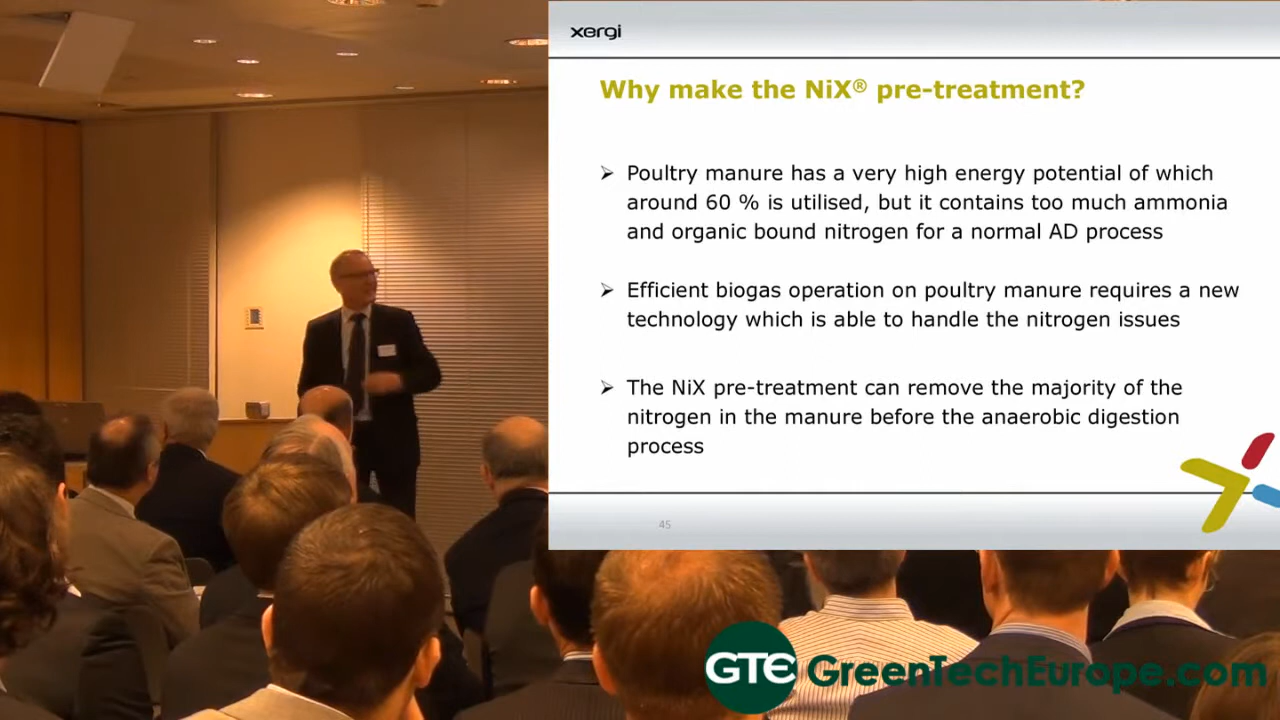 xergi
Why make the NiX® pre-treatment?
➢ Poultry manure has a very high energy potential of which
around 60 % is utilised, but it contains too much ammonia
and organic bound nitrogen for a normal AD process
➢ Efficient biogas operation on poultry manure requires a new
technology which is able to handle the nitrogen issues
➢ The NiX pre-treatment can remove the majority of the
nitrogen in the manure before the anaerobic digestion
process
45
GTE GreenTechEurope.com